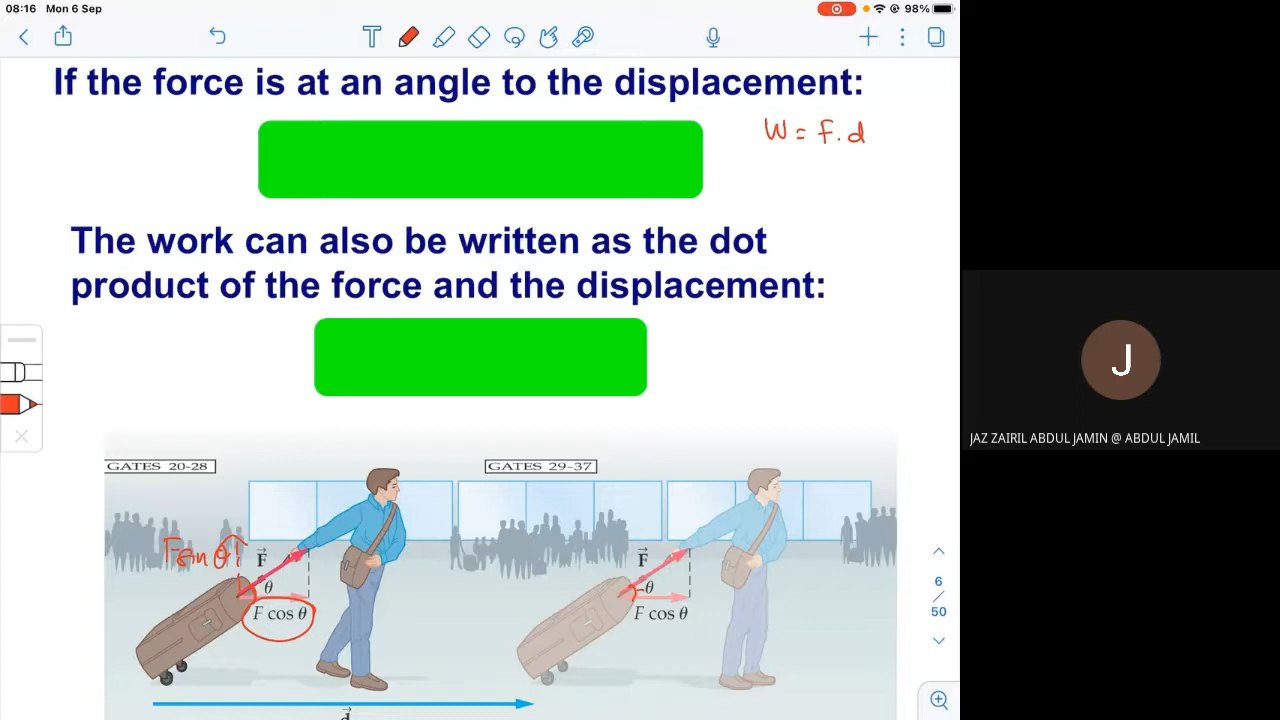 08:16 Mon 6 Sep
98%
If the force is at an angle to the displacement:
W = F. d
The work can also be written as the dot
product of the force and the displacement:
GATES 20-28
GATES 29-37
F sin θ
F
θ
F cos θ
F
θ
F cos θ
d
6
/
50
J
JAZ ZAIRIL ABDUL JAMIN @ ABDUL JAMIL